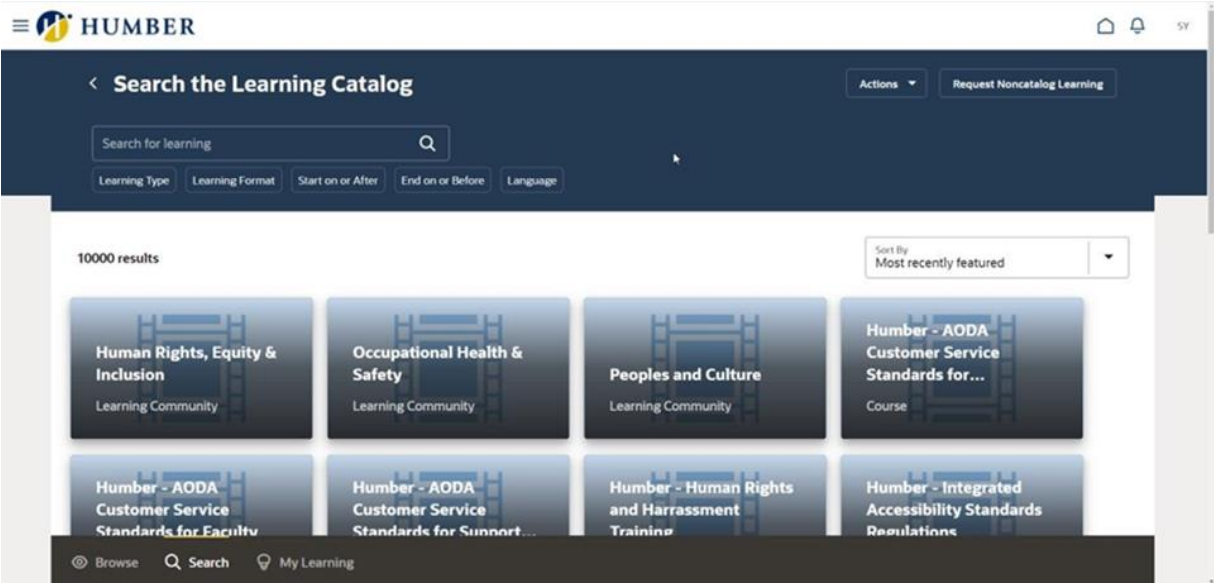 HUMBER
SY
Search the Learning Catalog
Actions
Request Noncatalog Learning
Search for learning
Learning Type
Learning Format
Start on or After
End on or Before
Language
10000 results
Sort By
Most recently featured
Human Rights, Equity &
Inclusion
Learning Community
Occupational Health &
Safety
Learning Community
Peoples and Culture
Learning Community
Humber - AODA
Customer Service
Standards for...
Course
Humber - AODA
Customer Service
Standards for Faculty
Humber - AODA
Customer Service
Standards for Support...
Humber - Human Rights
and Harrassment
Training
Humber - Integrated
Accessibility Standards
Regulations
Browse
Search
My Learning